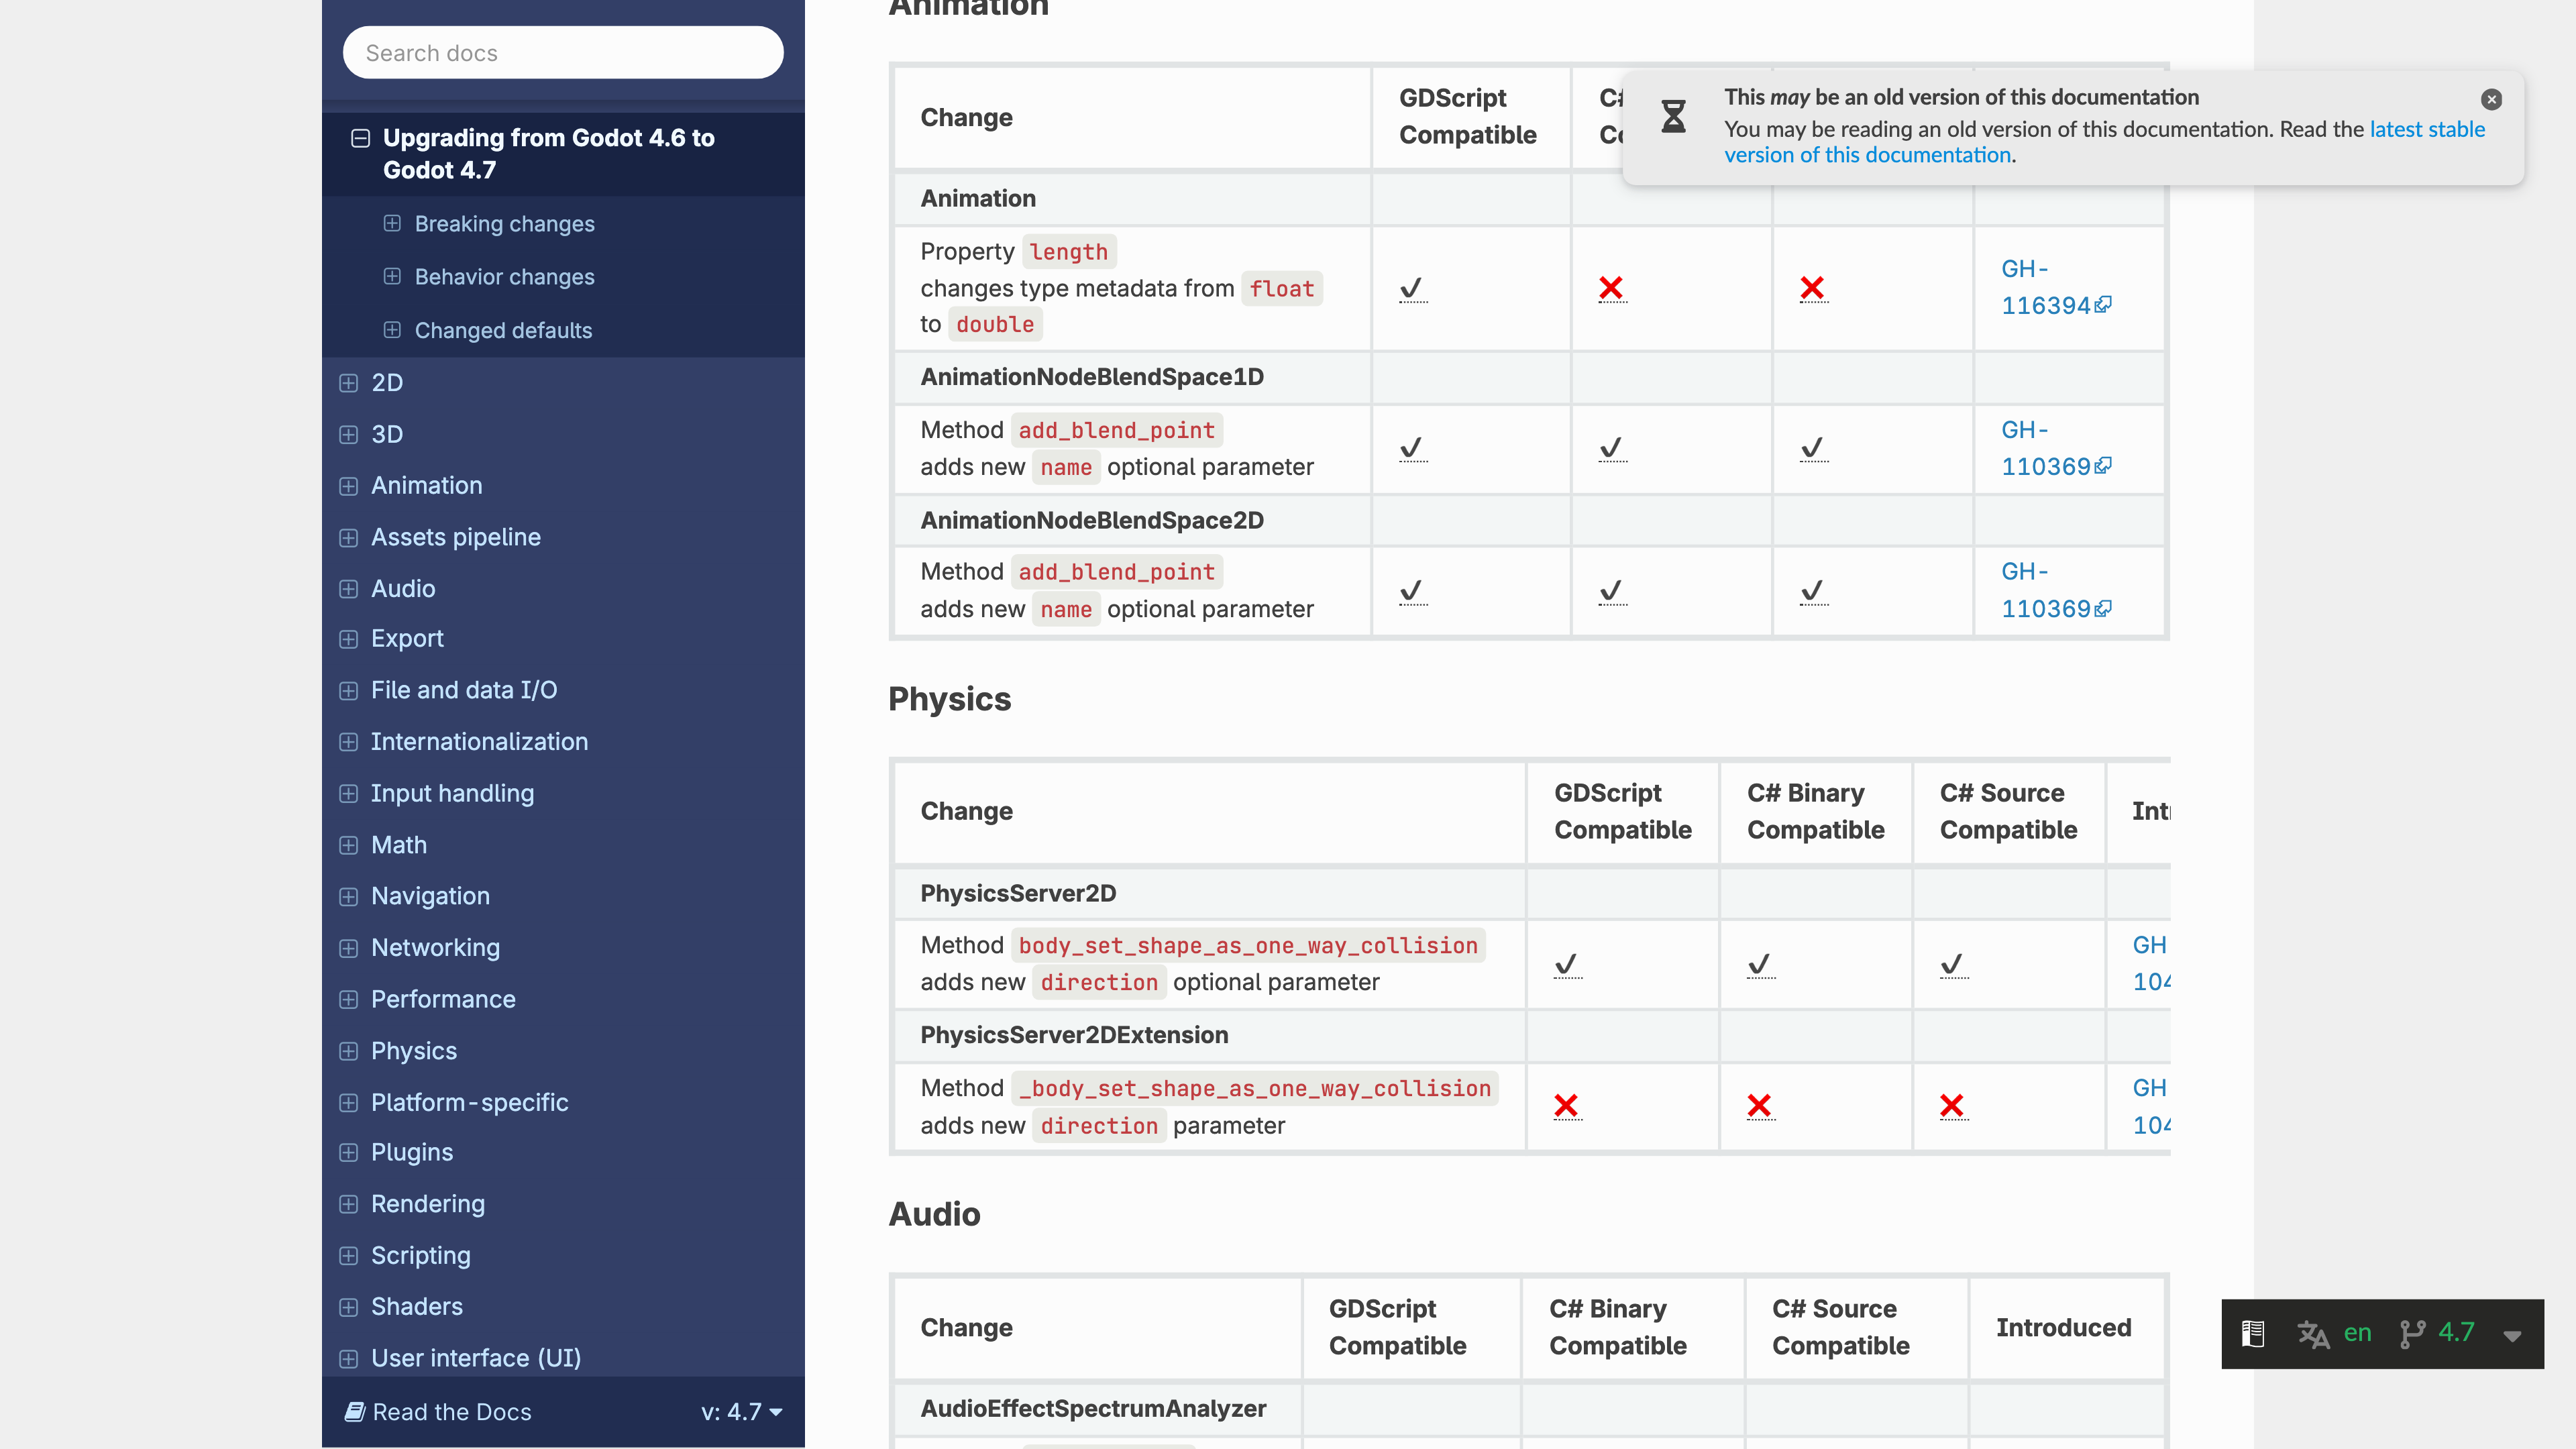 Search docs
Upgrading from Godot 4.6 to
Godot 4.7
Breaking changes
Behavior changes
Changed defaults
2D
3D
Animation
Assets pipeline
Audio
Export
File and data I/O
Internationalization
Input handling
Math
Navigation
Networking
Performance
Physics
Platform-specific
Plugins
Rendering
Scripting
Shaders
User interface (UI)
Read the Docs v: 4.7
Animation
Change
GDScript
Compatible
This may be an old version of this documentation
You may be reading an old version of this documentation. Read the latest stable
version of this documentation.
Animation
Property length
changes type metadata from float
to double
GH-
116394
AnimationNodeBlendSpace1D
Method add_blend_point
adds new name optional parameter
GH-
110369
AnimationNodeBlendSpace2D
Method add_blend_point
adds new name optional parameter
GH-
110369
Physics
Change
GDScript
Compatible
C# Binary
Compatible
C# Source
Compatible
PhysicsServer2D
Method body_set_shape_as_one_way_collision
adds new direction optional parameter
GH
PhysicsServer2DExtension
Method _body_set_shape_as_one_way_collision
adds new direction parameter
GH
Audio
Change
GDScript
Compatible
C# Binary
Compatible
C# Source
Compatible
Introduced
AudioEffectSpectrumAnalyzer
en 4.7